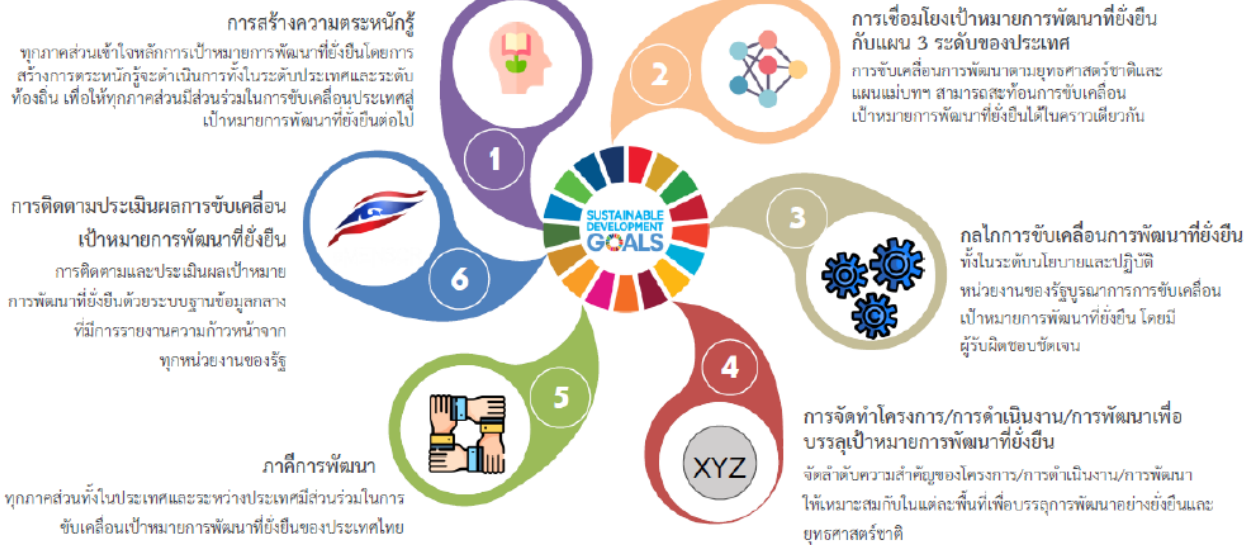 การสร้างความตระหนักรู้
ทุกภาคส่วนเข้าใจหลักการเป้าหมายการพัฒนาที่ยั่งยืนโดยการ
สร้างการตระหนักรู้จะดำเนินการทั้งในระดับประเทศและระดับ
ท้องถิ่น เพื่อให้ทุกภาคส่วนมีส่วนร่วมในการขับเคลื่อนประเทศสู่
เป้าหมายการพัฒนาที่ยั่งยืนต่อไป
1
การเชื่อมโยงเป้าหมายการพัฒนาที่ยั่งยืน
กับแผน 3 ระดับของประเทศ
การขับเคลื่อนการพัฒนาตามยุทธศาสตร์ชาติและ
แผนแม่บทฯ สามารถสะท้อนการขับเคลื่อน
เป้าหมายการพัฒนาที่ยั่งยืนได้ในคราวเดียวกัน
2
กลไกการขับเคลื่อนการพัฒนาที่ยั่งยืน
ทั้งในระดับนโยบายและปฏิบัติ
หน่วยงานของรัฐบูรณาการการขับเคลื่อน
เป้าหมายการพัฒนาที่ยั่งยืน โดยมี
ผู้รับผิดชอบชัดเจน
3
การจัดทำโครงการ/การดำเนินงาน/การพัฒนาเพื่อ
บรรลุเป้าหมายการพัฒนาที่ยั่งยืน
จัดลำดับความสำคัญของโครงการ/การดำเนินงาน/การพัฒนา
ให้เหมาะสมกับในแต่ละพื้นที่เพื่อบรรลุการพัฒนาอย่างยั่งยืนและ
ยุทธศาสตร์ชาติ
4
XYZ
ภาคีการพัฒนา
ทุกภาคส่วนทั้งในประเทศและระหว่างประเทศมีส่วนร่วมในการ
ขับเคลื่อนเป้าหมายการพัฒนาที่ยั่งยืนของประเทศไทย
5
การติดตามประเมินผลการขับเคลื่อน
เป้าหมายการพัฒนาที่ยั่งยืน
การติดตามและประเมินผลเป้าหมาย
การพัฒนาที่ยั่งยืนด้วยระบบฐานข้อมูลกลาง
ที่มีการรายงานความก้าวหน้าจาก
ทุกหน่วยงานของรัฐ
6
SUSTAINABLE
DEVELOPMENT
GOALS